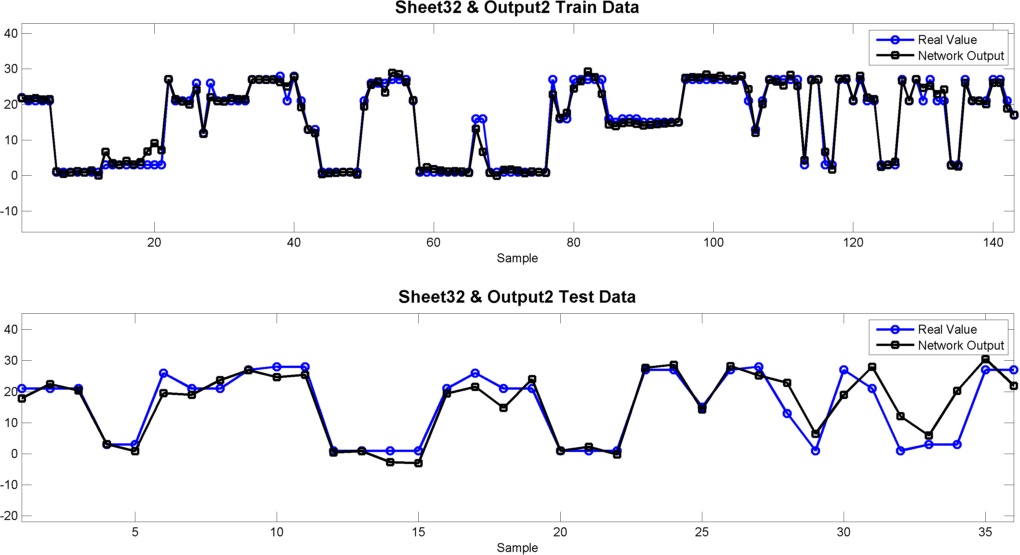 Sheet32 & Output2 Train Data
40
30
20
10
0
-10
Real Value
Network Output
20 40 60 80 100 120 140
Sample
Sheet32 & Output2 Test Data
40
30
20
10
0
-10
-20
Real Value
Network Output
5 10 15 20 25 30 35
Sample